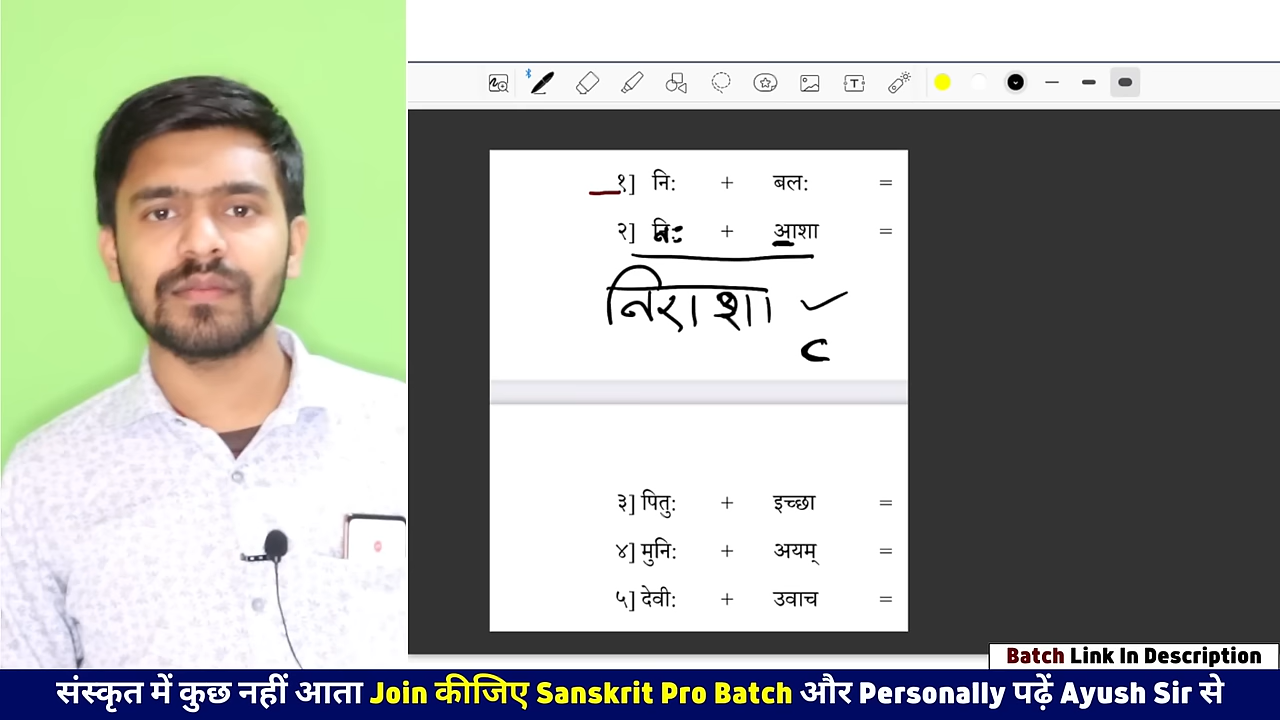 १] नि: + बल: =
२] नि: + आशा =
निराशा
c
३] पितु: + इच्छा =
४] मुनि: + अयम् =
५] देवी: + उवाच =
Batch Link In Description
संस्कृत में कुछ नहीं आता Join कीजिए Sanskrit Pro Batch और Personally पढ़ें Ayush Sir से